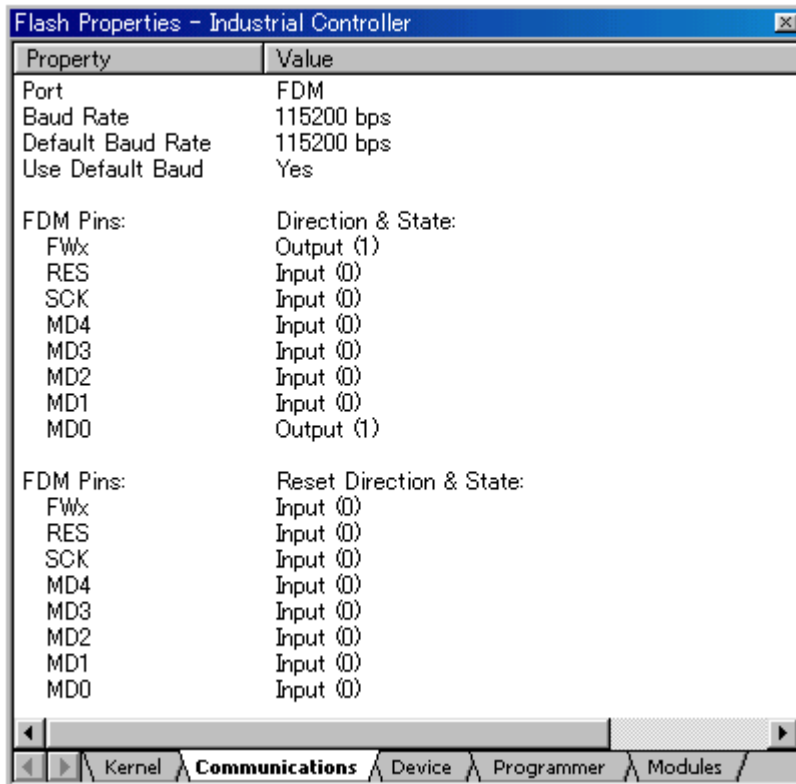 Flash Properties - Industrial Controller
Property Value
Port FDM
Baud Rate 115200 bps
Default Baud Rate 115200 bps
Use Default Baud Yes
FDM Pins: Direction & State:
FWx Output (1)
RES Input (0)
SCK Input (0)
MD4 Input (0)
MD3 Input (0)
MD2 Input (0)
MD1 Input (0)
MD0 Output (1)
FDM Pins: Reset Direction & State:
FWx Input (0)
RES Input (0)
SCK Input (0)
MD4 Input (0)
MD3 Input (0)
MD2 Input (0)
MD1 Input (0)
MD0 Input (0)
Kernel Communications Device Programmer Modules